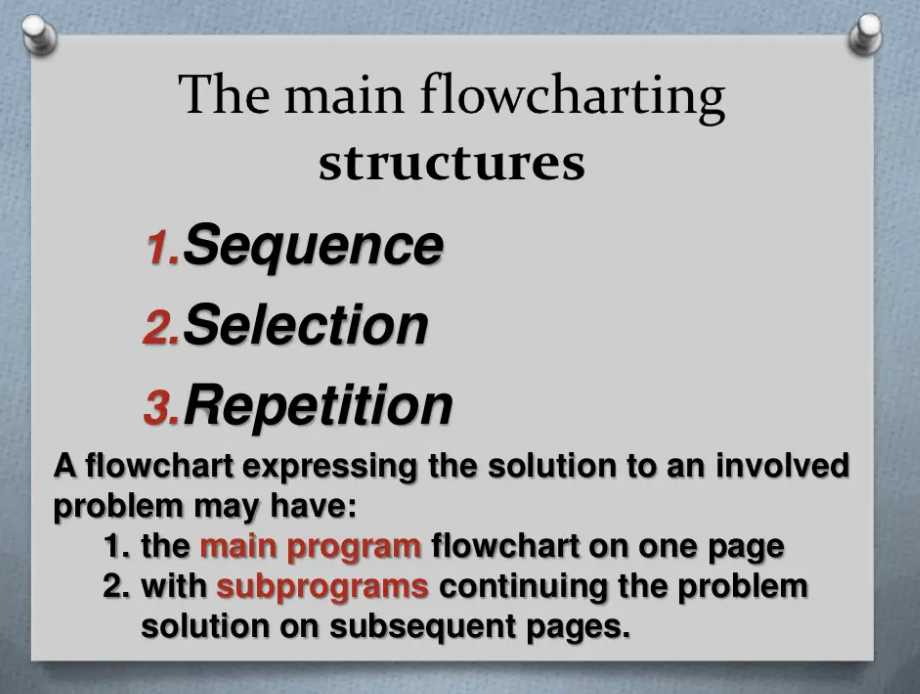 The main flowcharting
structures
1.Sequence
2.Selection
3.Repetition
A flowchart expressing the solution to an involved
problem may have:
1. the main program flowchart on one page
2. with subprograms continuing the problem
solution on subsequent pages.